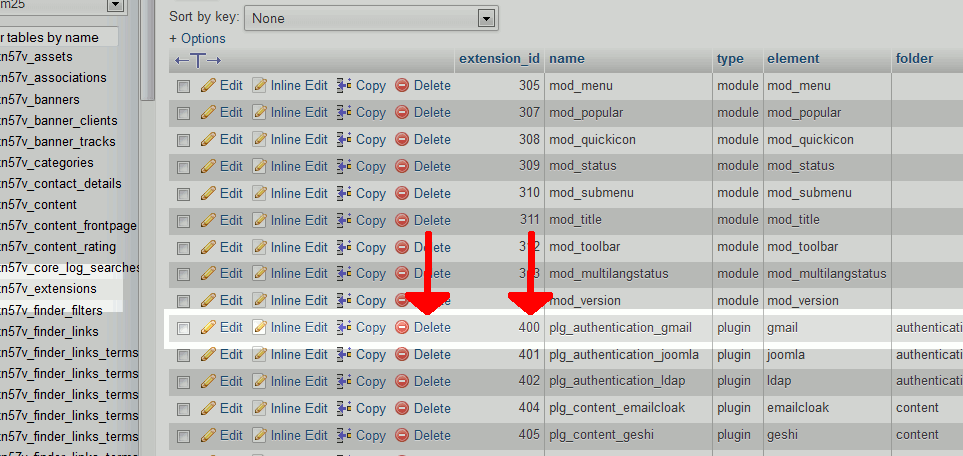 m25
r tables by name
n57v_assets
n57v_associations
n57v_banners
n57v_banner_clients
n57v_banner_tracks
n57v_categories
n57v_contact_details
n57v_content
n57v_content_frontpage
n57v_content_rating
n57v_core_log_searches
n57v_extensions
n57v_finder_filters
n57v_finder_links
n57v_finder_links_terms
n57v_finder_links_terms
n57v_finder_links_terms
n57v_finder_links_terms
Sort by key: None
+ Options
←T→ extension_id name type element folder
Edit Inline Edit Copy Delete 305 mod_menu module mod_menu
Edit Inline Edit Copy Delete 307 mod_popular module mod_popular
Edit Inline Edit Copy Delete 308 mod_quickicon module mod_quickicon
Edit Inline Edit Copy Delete 309 mod_status module mod_status
Edit Inline Edit Copy Delete 310 mod_submenu module mod_submenu
Edit Inline Edit Copy Delete 311 mod_title module mod_title
Edit Inline Edit Copy Delete mod_toolbar module mod_toolbar
Edit Inline Edit Copy Delete mod_multilangstatus module mod_multilangstatus
Edit Inline Edit Copy Delete mod_version module mod_version
Edit Inline Edit Copy Delete 400 plg_authentication_gmail plugin gmail authenticati
Edit Inline Edit Copy Delete 401 plg_authentication_joomla plugin joomla authenticati
Edit Inline Edit Copy Delete 402 plg_authentication_ldap plugin ldap authenticati
Edit Inline Edit Copy Delete 404 plg_content_emailcloak plugin emailcloak content
Edit Inline Edit Copy Delete 405 plg_content_geshi plugin geshi content